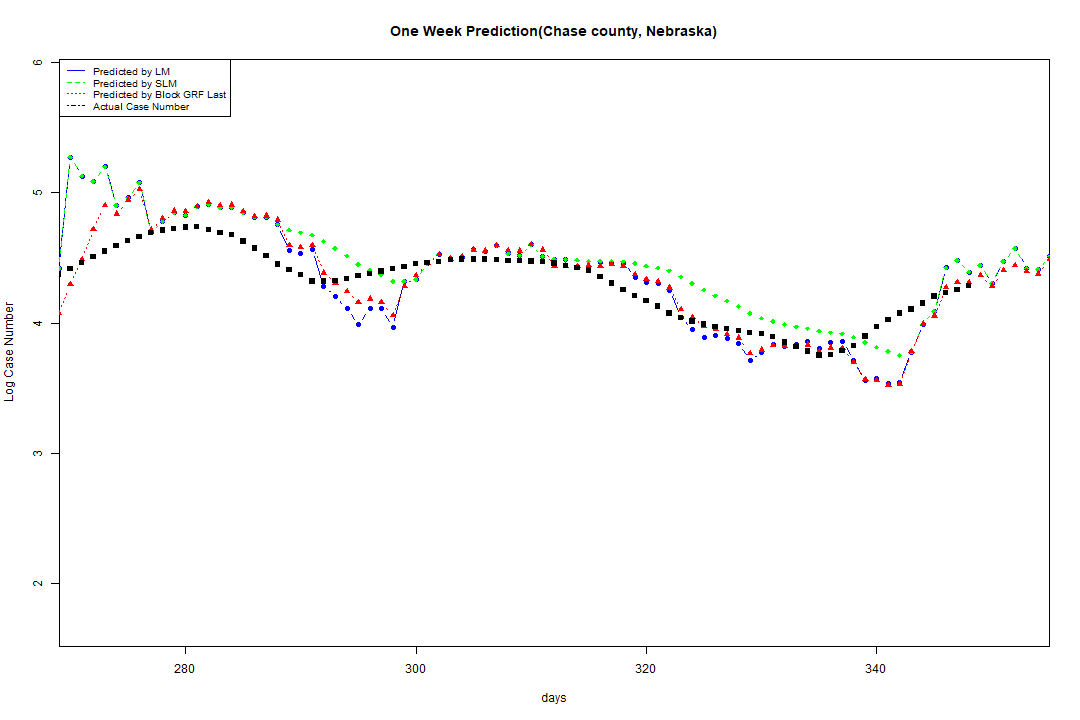 One Week Prediction(Chase county, Nebraska)
Predicted by LM
Predicted by SLM
Predicted by Block GRF Last
Actual Case Number
6
5
4
3
2
Log Case Number
280 300 320 340
days